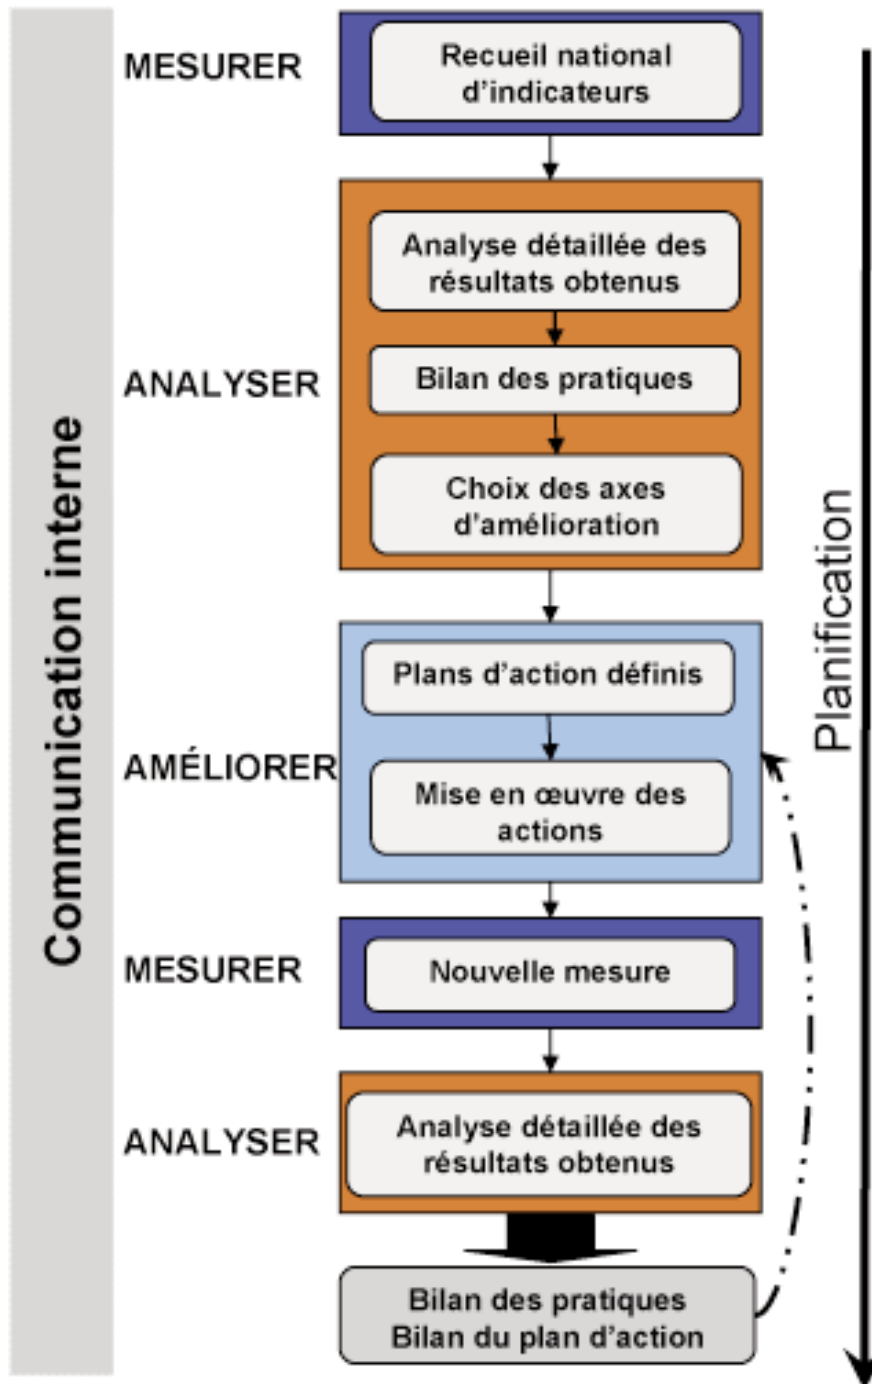 Communication interne
MESURER
Recueil national
d'indicateurs
ANALYSER
Analyse détaillée des
résultats obtenus
Bilan des pratiques
Choix des axes
d'amélioration
AMÉLIORER
Plans d'action définis
Mise en œuvre des
actions
MESURER
Nouvelle mesure
ANALYSER
Analyse détaillée des
résultats obtenus
Bilan des pratiques
Bilan du plan d'action
Planification